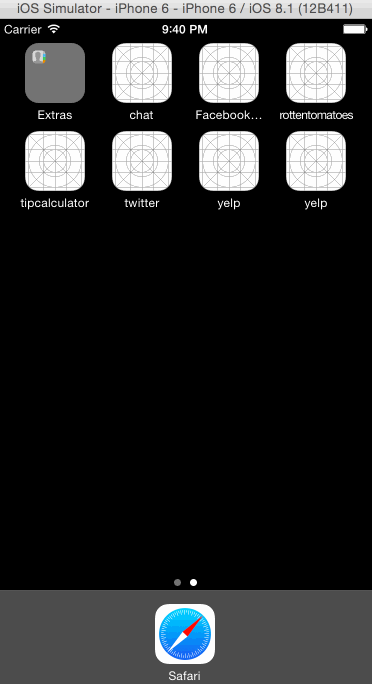 iOS Simulator - iPhone 6 - iPhone 6 / iOS 8.1 (12B411)
Carrier 9:40 PM
Extras chat Facebook... rottentomatoes
tipcalculator twitter yelp yelp
Safari